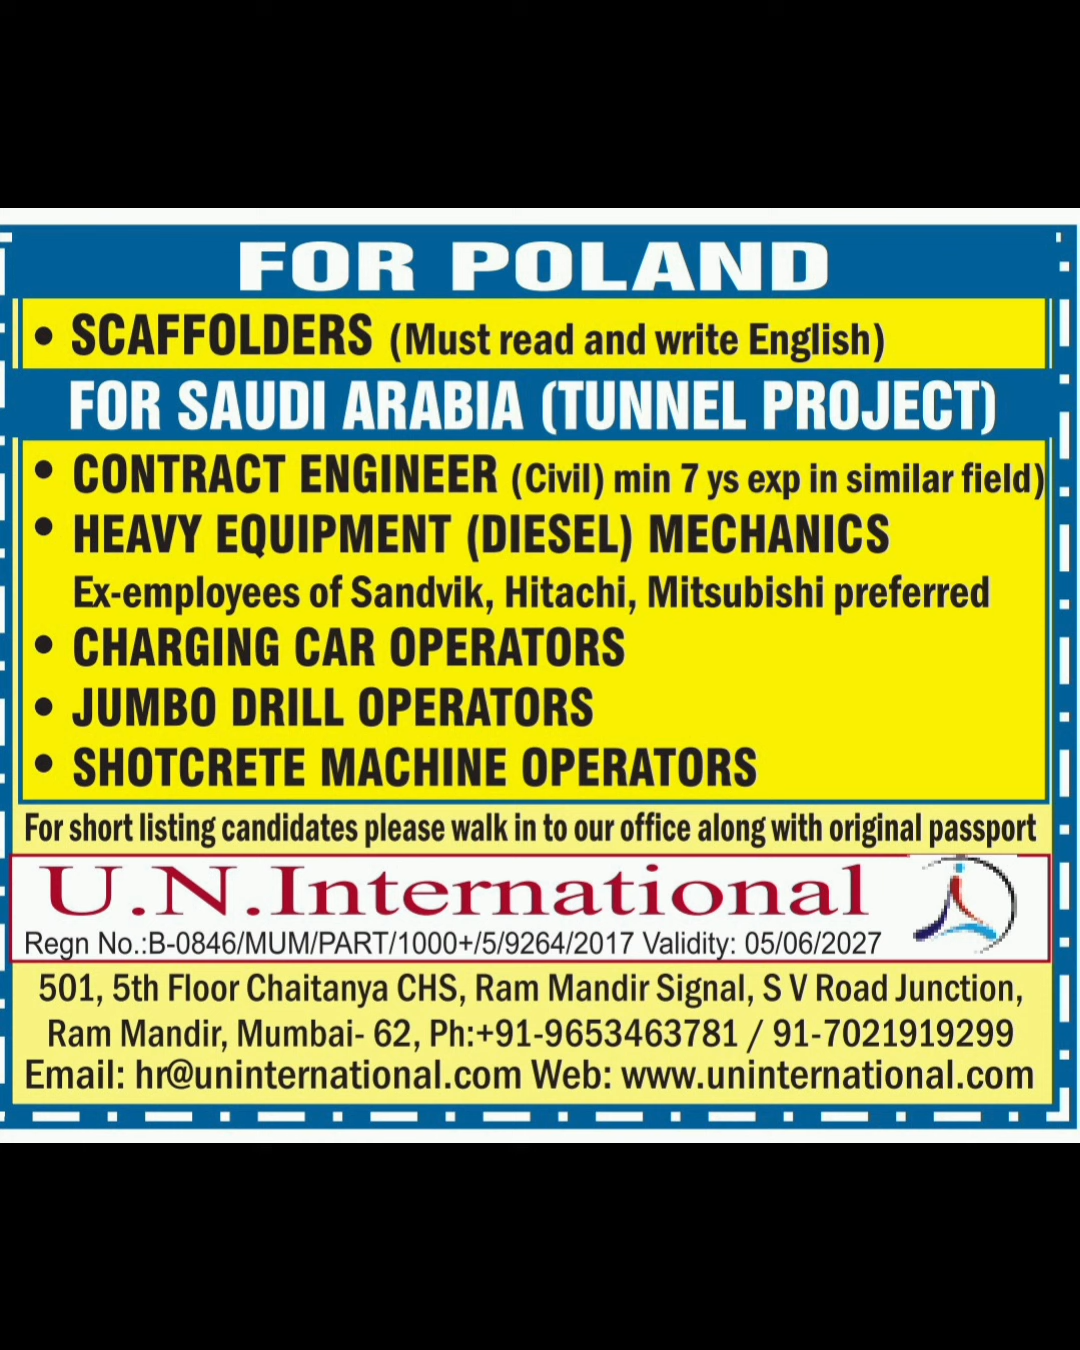 FOR POLAND
• SCAFFOLDERS (Must read and write English)
FOR SAUDI ARABIA (TUNNEL PROJECT)
• CONTRACT ENGINEER (Civil) min 7 ys exp in similar field)
• HEAVY EQUIPMENT (DIESEL) MECHANICS
Ex-employees of Sandvik, Hitachi, Mitsubishi preferred
• CHARGING CAR OPERATORS
• JUMBO DRILL OPERATORS
• SHOTCRETE MACHINE OPERATORS
For short listing candidates please walk in to our office along with original passport
U.N.International
Regn No.:B-0846/MUM/PART/1000+/5/9264/2017 Validity: 05/06/2027
501, 5th Floor Chaitanya CHS, Ram Mandir Signal, S V Road Junction,
Ram Mandir, Mumbai- 62, Ph:+91-9653463781 / 91-7021919299
Email: hr@uninternational.com Web: www.uninternational.com